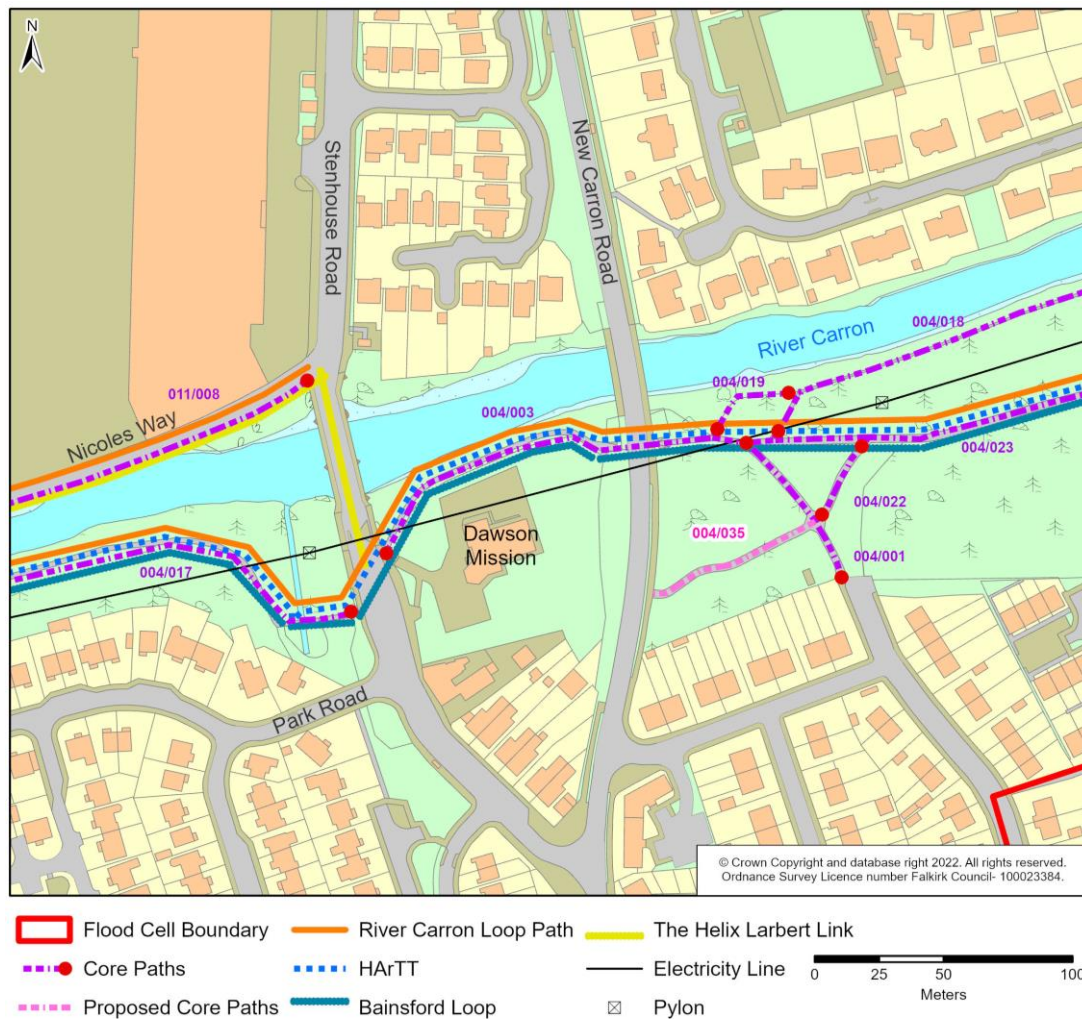 N
Stenhouse Road
New Carron Road
River Carron
004/018
004/019
011/008
Nicoles Way
004/003
004/023
Dawson
Mission
004/022
004/035
004/017
004/001
Park Road
© Crown Copyright and database right 2022. All rights reserved.
Ordnance Survey Licence number Falkirk Council- 100023384.
Flood Cell Boundary
River Carron Loop Path
The Helix Larbert Link
Core Paths
HArTT
Electricity Line
0 25 50 100
Meters
Proposed Core Paths
Bainsford Loop
Pylon